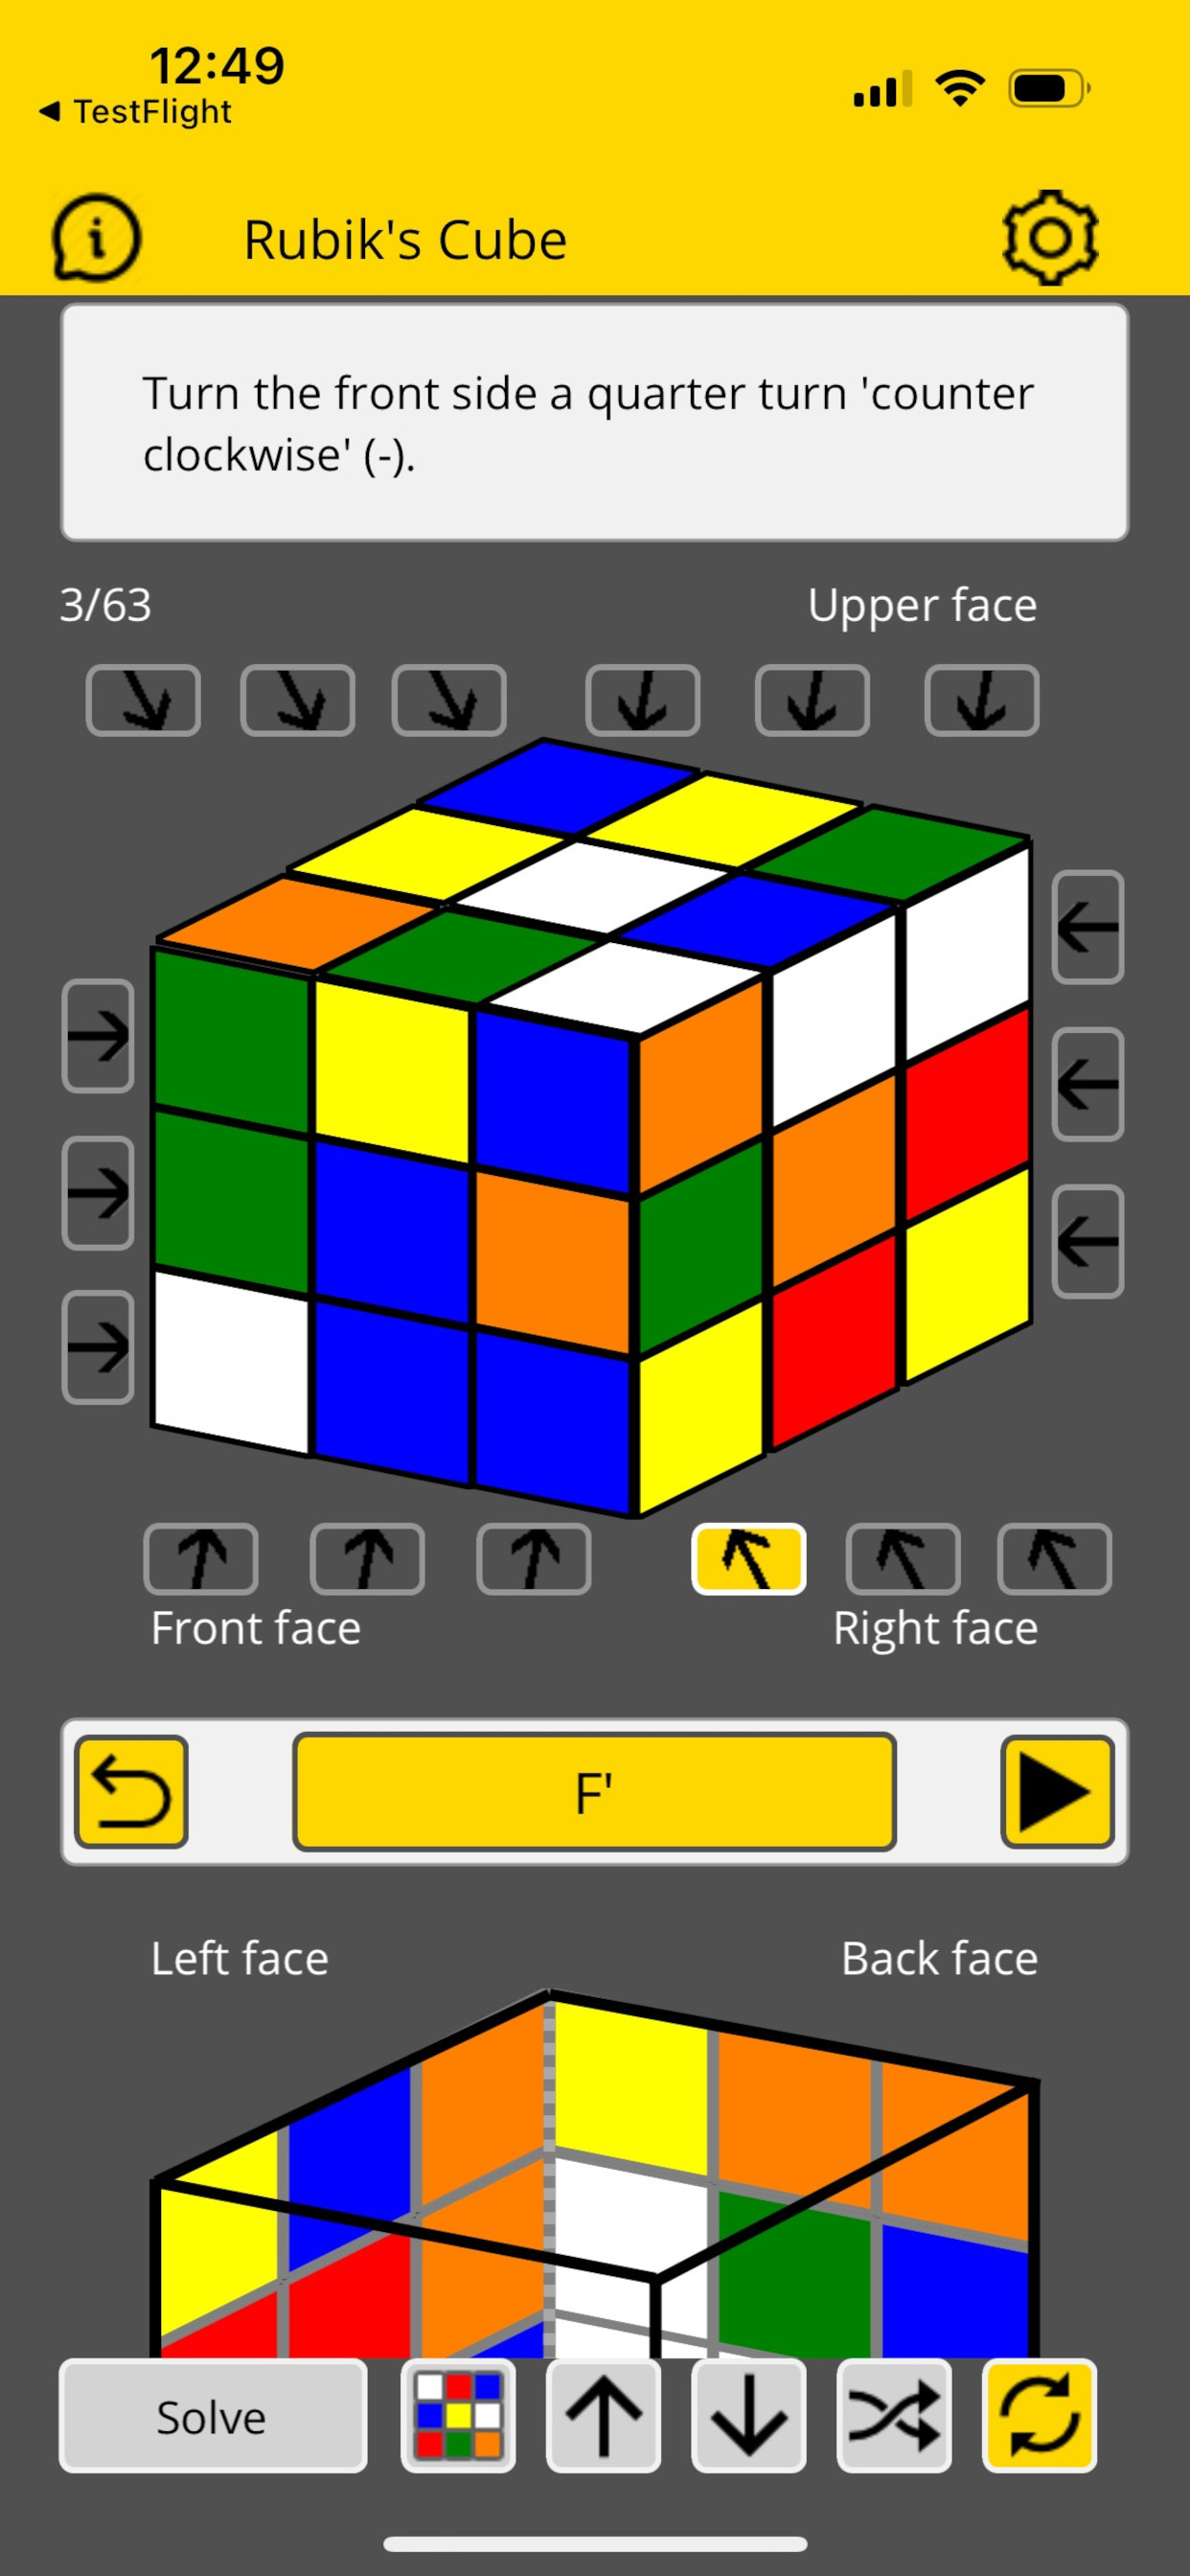 12:49
TestFlight
Rubik's Cube
Turn the front side a quarter turn 'counter
clockwise' (-).
3/63
Upper face
Front face
Right face
F'
Left face
Back face
Solve